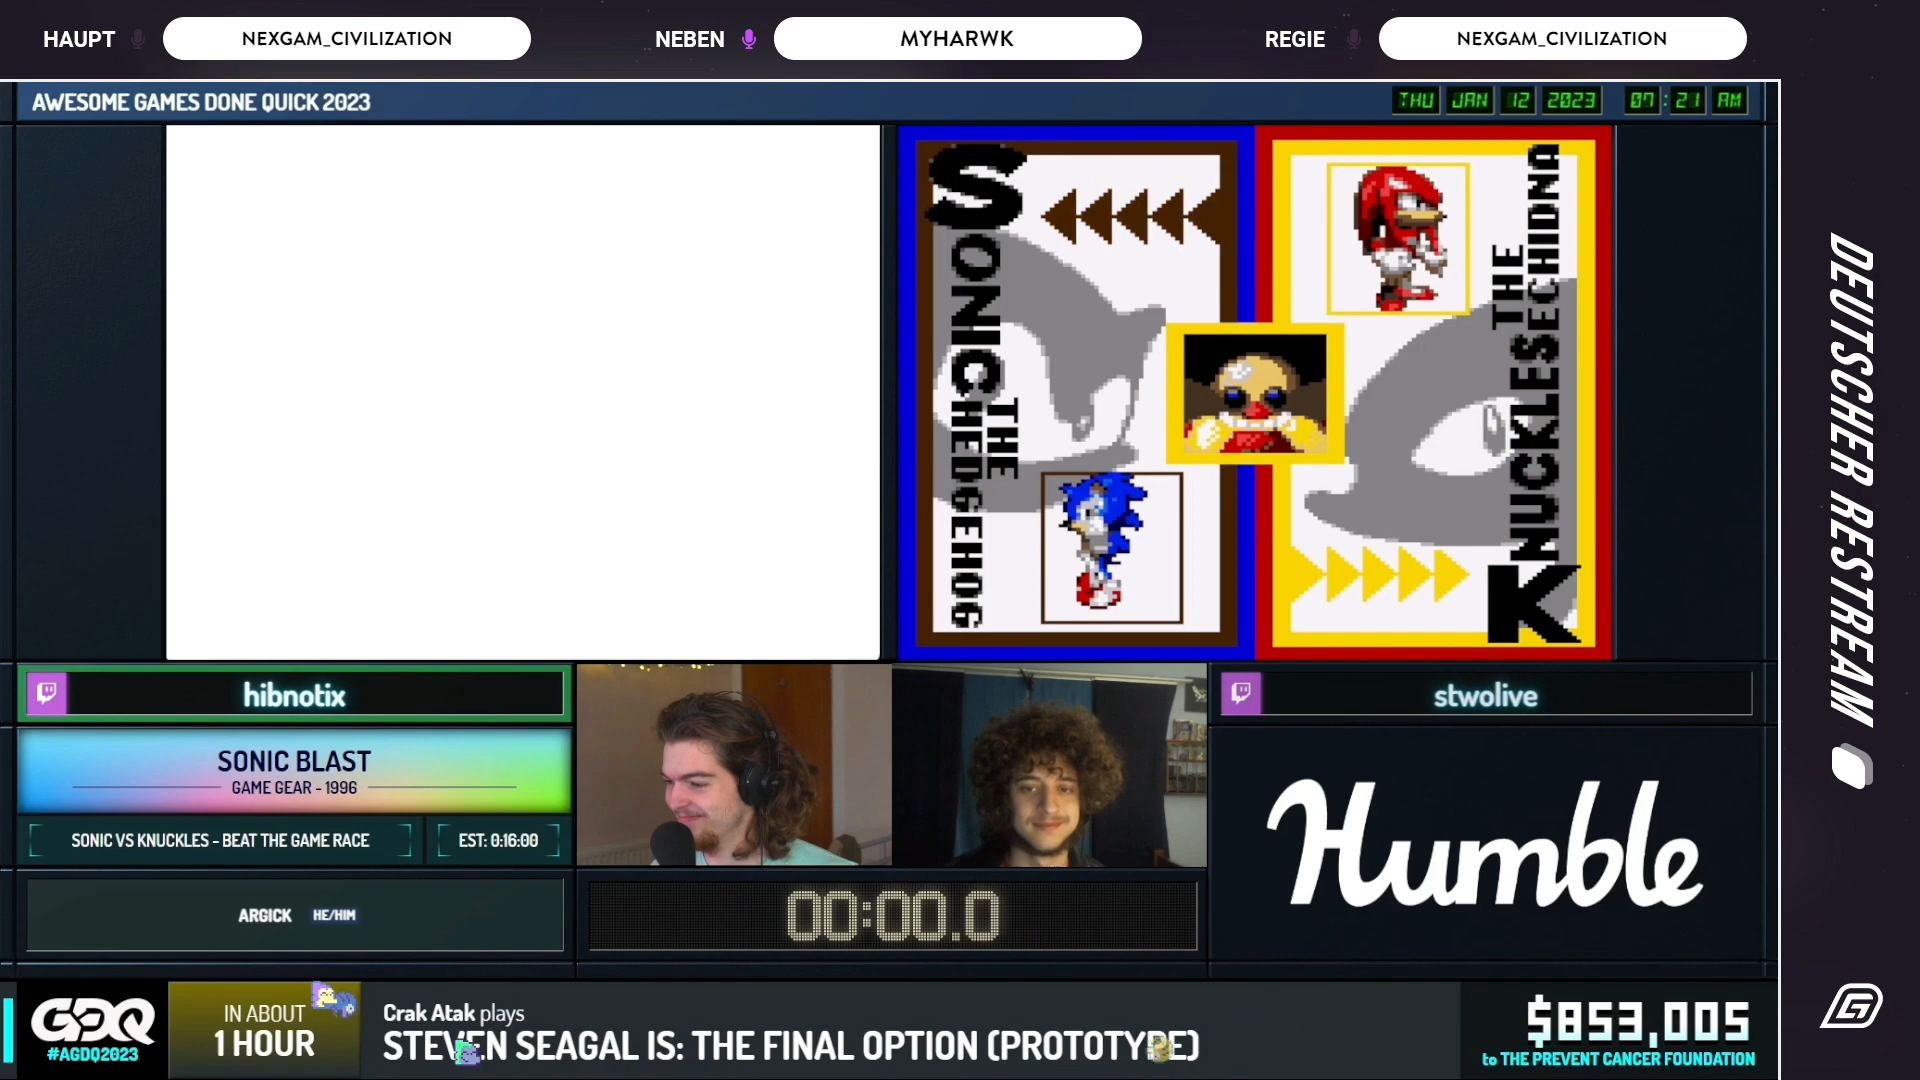 HAUPT
NEXGAM_CIVILIZATION
NEBEN
MYHARWK
REGIE
NEXGAM_CIVILIZATION
AWESOME GAMES DONE QUICK 2023
THU JAN 12 2023 07:21 AM
SONIC
THE
HEDGEHOG
KNUCKLES
THE
ECHIDNA
DEUTSCHER RESTREAM
hibnotix
stwolive
SONIC BLAST
GAME GEAR - 1996
SONIC VS KNUCKLES - BEAT THE GAME RACE
EST: 0:16:00
Humble
ARGICK HE/HIM
00:00.0
GDQ
#AGDQ2023
IN ABOUT
1 HOUR
Crak Atak plays
STEVEN SEAGAL IS: THE FINAL OPTION (PROTOTYPE)
$853,005
to THE PREVENT CANCER FOUNDATION